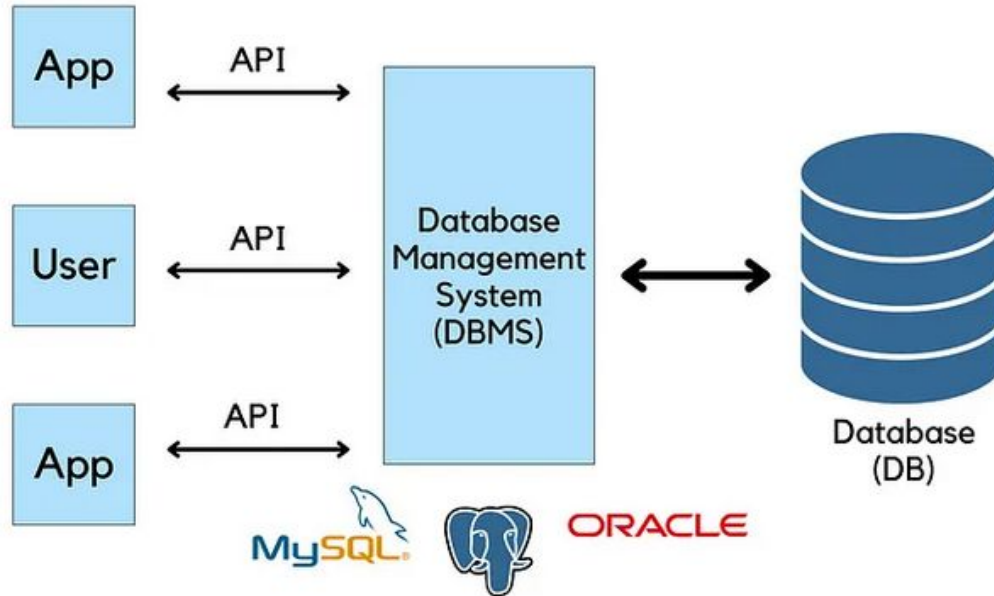 App
API
User
API
App
API
Database
Management
System
(DBMS)
Database
(DB)
MySQL®
ORACLE